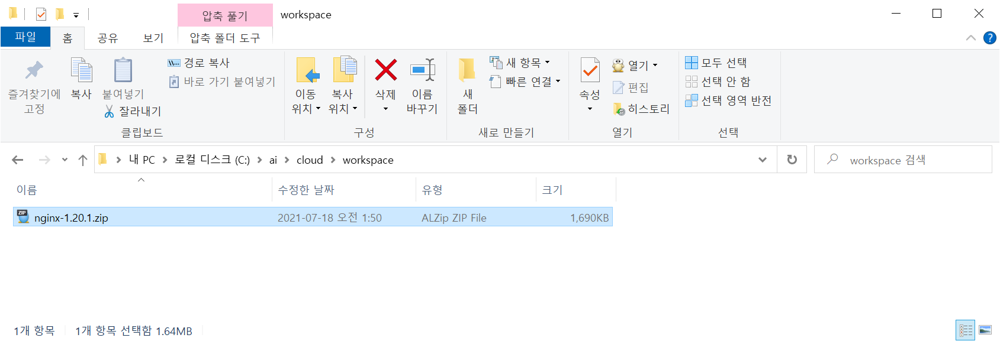 압축 풀기
workspace
파일
홈
공유
보기
압축 폴더 도구
?
즐겨찾기에
고정
복사
붙여넣기
경로 복사
바로 가기 붙여넣기
잘라내기
클립보드
이동
위치
복사
위치
삭제
이름
바꾸기
구성
새
폴더
새 항목
빠른 연결
새로 만들기
속성
열기
편집
히스토리
열기
모두 선택
선택 안 함
선택 영역 반전
선택
내 PC
로컬 디스크 (C:)
ai
cloud
workspace
workspace 검색
이름
수정한 날짜
유형
크기
ZIP
nginx-1.20.1.zip
2021-07-18 오전 1:50
ALZip ZIP File
1,690KB
1개 항목
1개 항목 선택함 1.64MB